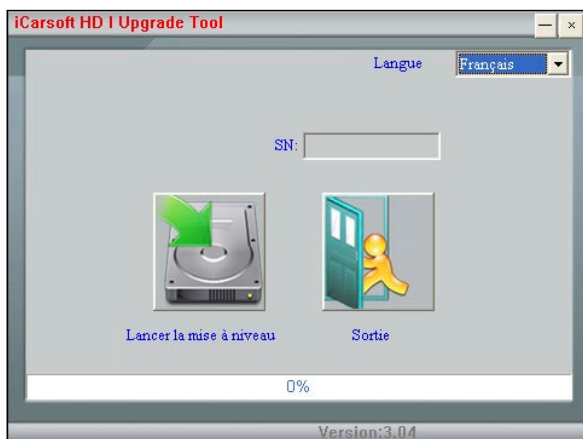 iCarsoft HD I Upgrade Tool
Langue Français
SN:
Lancer la mise à niveau Sortie
0%
Version:3.04